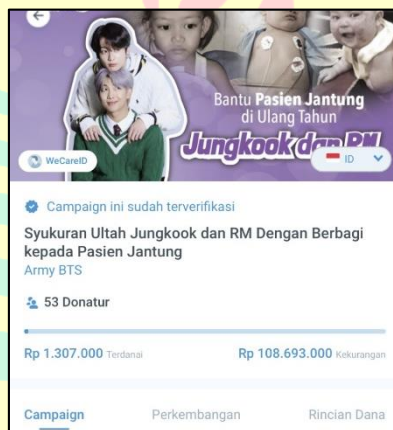 Bantu Pasien Jantung
di Ulang Tahun
Jungkook dan RM
WeCareID
ID
Campaign ini sudah terverifikasi
Syukuran Ultah Jungkook dan RM Dengan Berbagi
kepada Pasien Jantung
Army BTS
53 Donatur
Rp 1.307.000 Terdanai Rp 108.693.000 Kekurangan
Campaign Perkembangan Rincian Dana